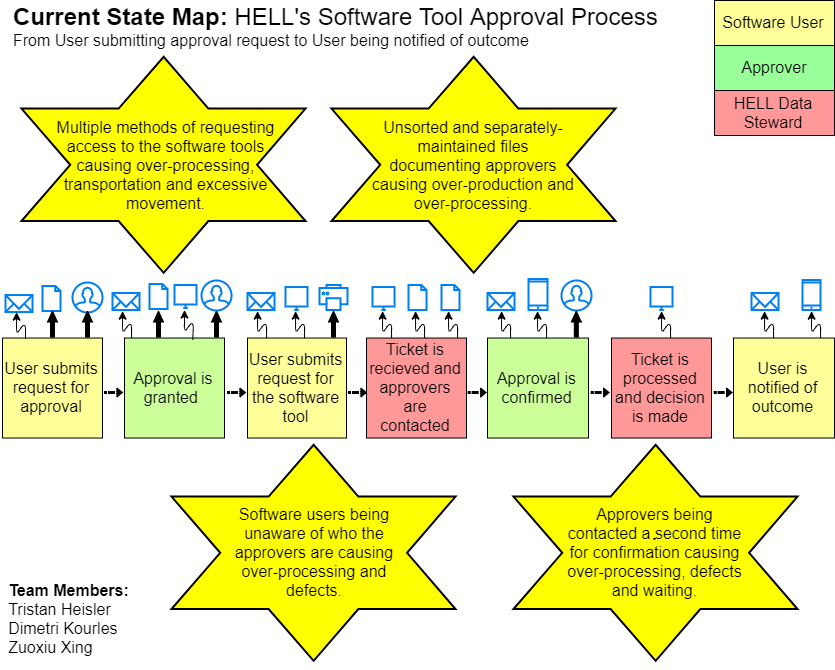 Current State Map: HELL's Software Tool Approval Process
From User submitting approval request to User being notified of outcome
Software User
Approver
HELL Data
Steward
Multiple methods of requesting
access to the software tools
causing over-processing,
transportation and excessive
movement.
Unsorted and separately-
maintained files
documenting approvers
causing over-production and
over-processing.
User submits
request for
approval
Approval is
granted
User submits
request for
the software
tool
Ticket is
recieved and
approvers
are
contacted
Approval is
confirmed
Ticket is
processed
and decision
is made
User is
notified of
outcome
Software users being
unaware of who the
approvers are causing
over-processing and
defects.
Approvers being
contacted a second time
for confirmation causing
over-processing, defects
and waiting.
Team Members:
Tristan Heisler
Dimetri Kourles
Zuoxiu Xing